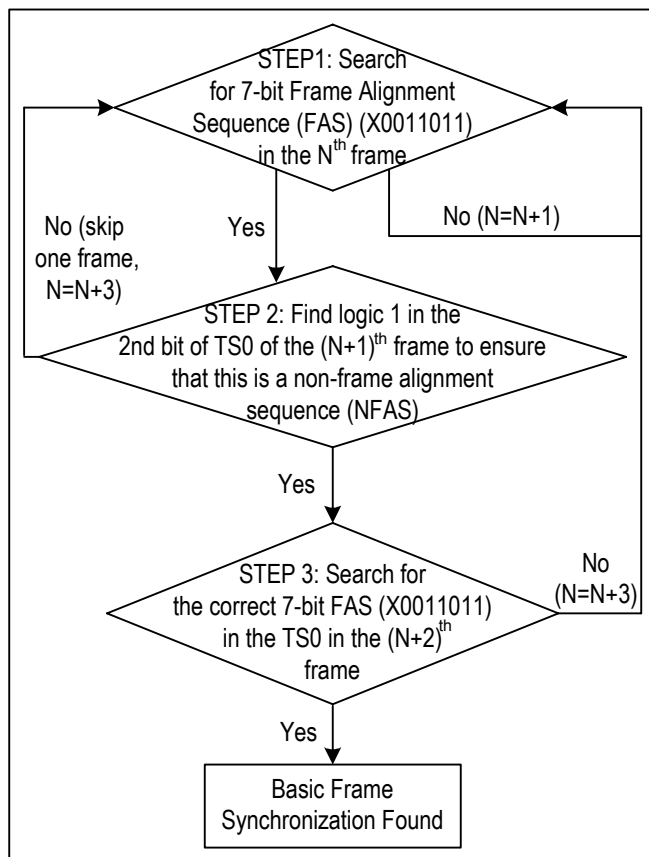 STEP1: Search
for 7-bit Frame Alignment
Sequence (FAS) (X0011011)
in the Nth frame
No (skip
one frame,
N=N+3)
Yes
No (N=N+1)
STEP 2: Find logic 1 in the
2nd bit of TS0 of the (N+1)th frame to ensure
that this is a non-frame alignment
sequence (NFAS)
Yes
STEP 3: Search for
the correct 7-bit FAS (X0011011)
in the TS0 in the (N+2)th
frame
No
(N=N+3)
Yes
Basic Frame
Synchronization Found